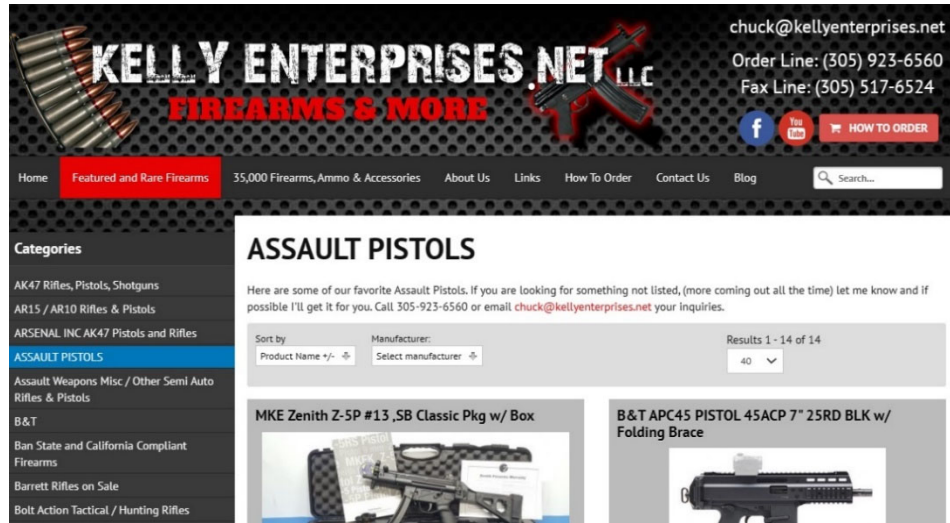 chuck@kellyenterprises.net
KELLY ENTERPRISES.NET LLC
FIREARMS & MORE
Order Line: (305) 923-6560
Fax Line: (305) 517-6524
f
You
Tube
HOW TO ORDER
Home Featured and Rare Firearms 35,000 Firearms, Ammo & Accessories About Us Links How To Order Contact Us Blog Search...
Categories
AK47 Rifles, Pistols, Shotguns
AR15 / AR10 Rifles & Pistols
ARSENAL INC AK47 Pistols and Rifles
ASSAULT PISTOLS
Assault Weapons Misc / Other Semi Auto
Rifles & Pistols
B&T
Ban State and California Compliant
Firearms
Barrett Rifles on Sale
Bolt Action Tactical / Hunting Rifles
ASSAULT PISTOLS
Here are some of our favorite Assault Pistols. If you are looking for something not listed, (more coming out all the time) let me know and if
possible I'll get it for you. Call 305-923-6560 or email chuck@kellyenterprises.net your inquiries.
Sort by
Product Name +/-
Manufacturer:
Select manufacturer
Results 1 - 14 of 14
40
MKE Zenith Z-5P #13 ,SB Classic Pkg w/ Box
B&T APC45 PISTOL 45ACP 7" 25RD BLK w/
Folding Brace